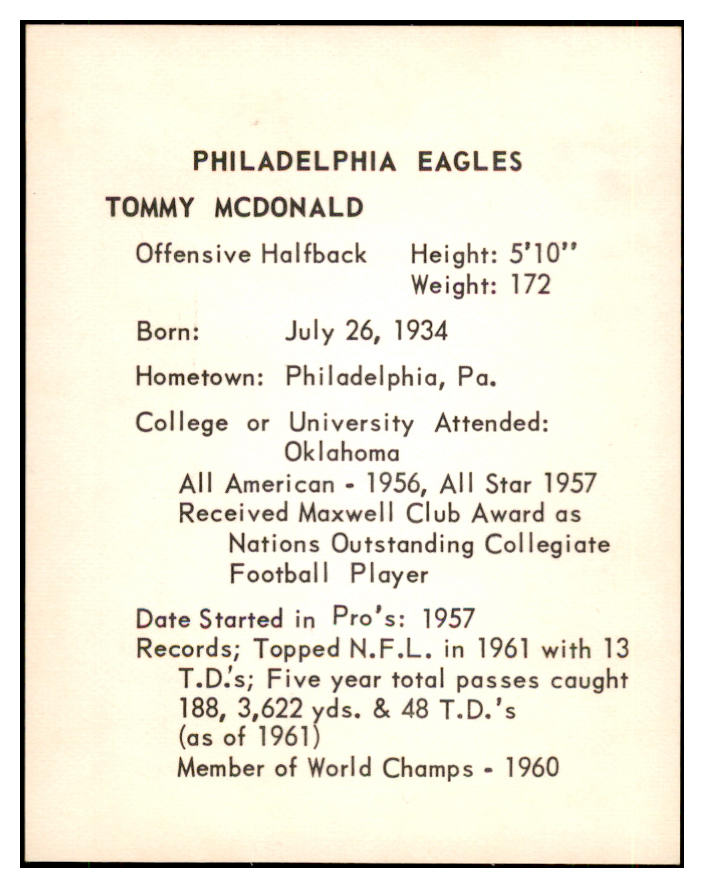 PHILADELPHIA EAGLES
TOMMY MCDONALD
Offensive Halfback Height: 5'10''
Weight: 172
Born: July 26, 1934
Hometown: Philadelphia, Pa.
College or University Attended:
Oklahoma
All American - 1956, All Star 1957
Received Maxwell Club Award as
Nations Outstanding Collegiate
Football Player
Date Started in Pro's: 1957
Records; Topped N.F.L. in 1961 with 13
T.D.'s; Five year total passes caught
188, 3,622 yds. & 48 T.D.'s
(as of 1961)
Member of World Champs - 1960